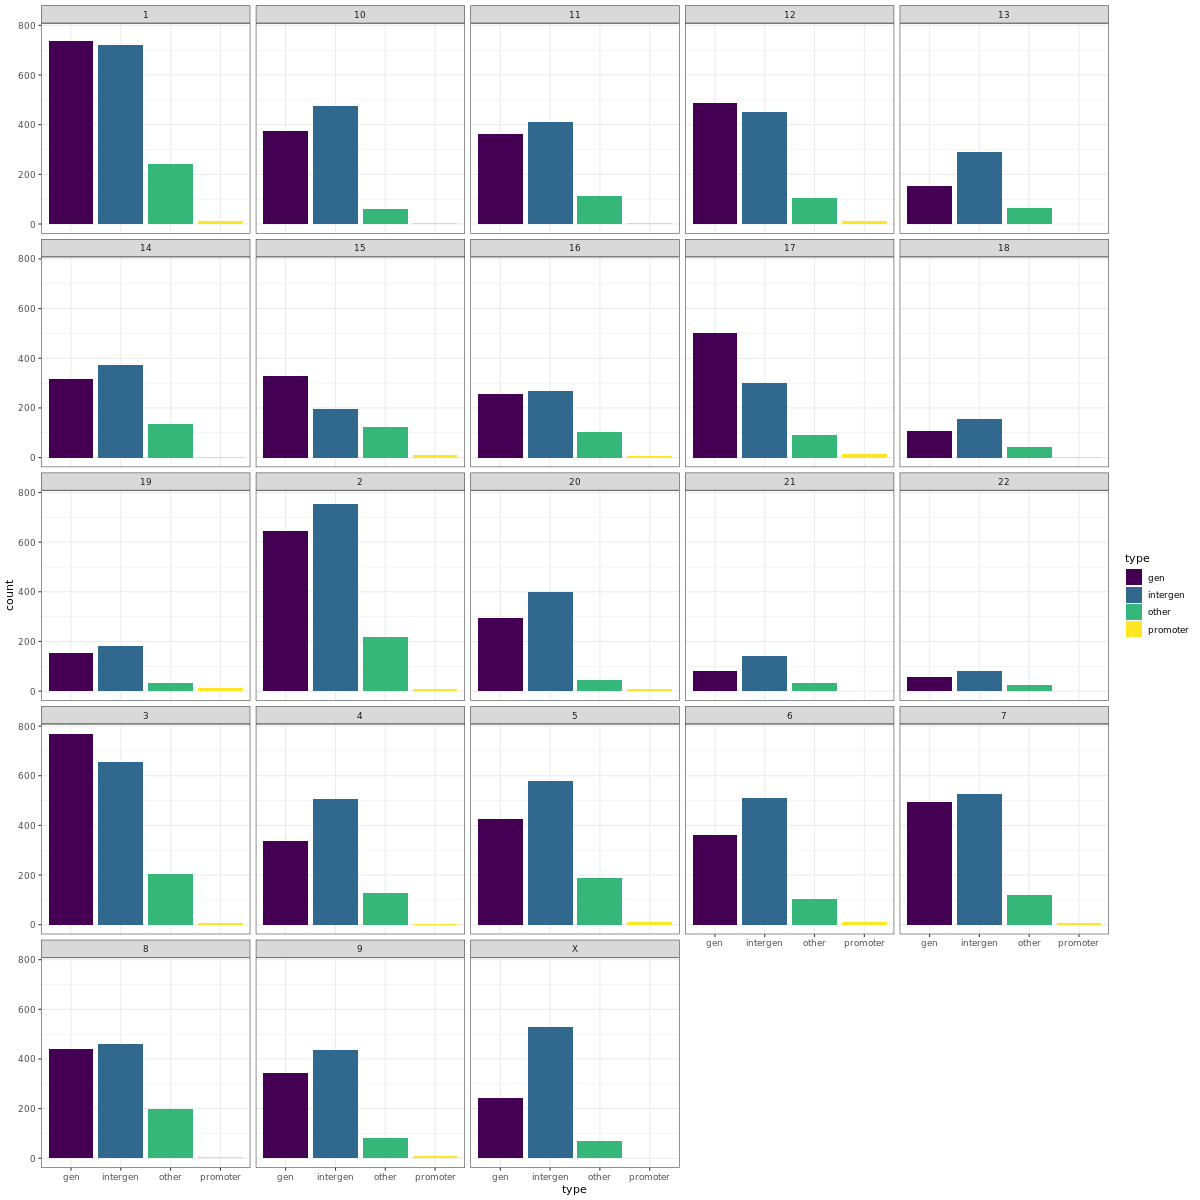 1 10 11 12 13
800
600
400
200
0
14 15 16 17 18
800
600
400
200
0
19 2 20 21 22
800
600
400
200
0
count
type
gen
intergen
other
promoter
3 4 5 6 7
800
600
400
200
0
gen intergen other promoter gen intergen other promoter
8 9 X
800
600
400
200
0
gen intergen other promoter gen intergen other promoter gen intergen other promoter
type